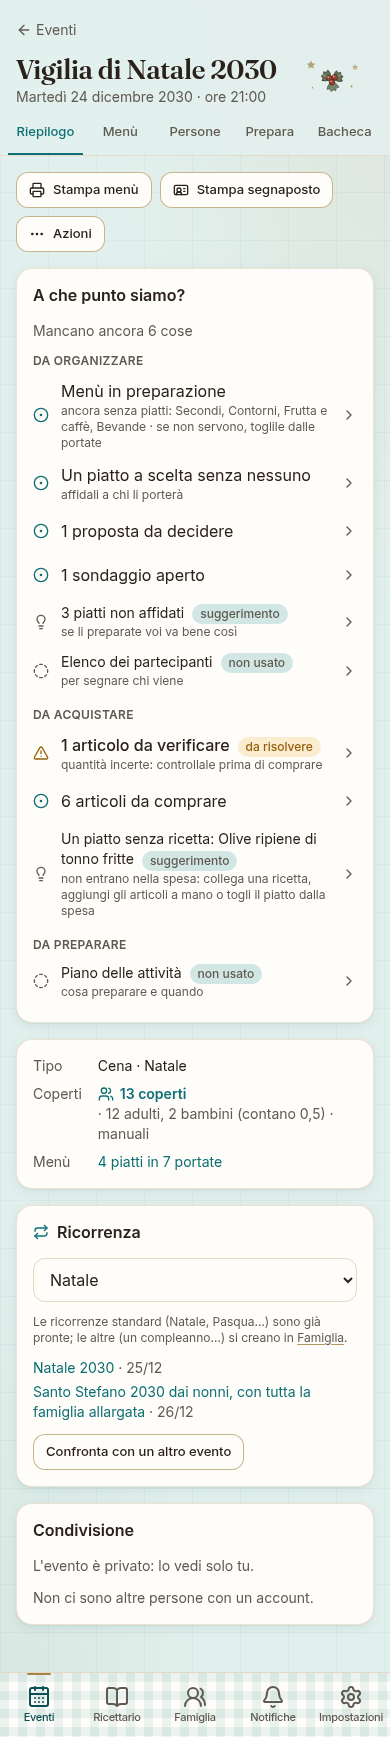 Eventi
Vigilia di Natale 2030
Martedì 24 dicembre 2030 · ore 21:00
Riepilogo Menù Persone Prepara Bacheca
Stampa menù Stampa segnaposto
Azioni
A che punto siamo?
Mancano ancora 6 cose
DA ORGANIZZARE
Menù in preparazione
ancora senza piatti: Secondi, Contorni, Frutta e
caffè, Bevande · se non servono, toglile dalle
portate
Un piatto a scelta senza nessuno
affidali a chi li porterà
1 proposta da decidere
1 sondaggio aperto
3 piatti non affidati suggerimento
se li preparate voi va bene così
Elenco dei partecipanti non usato
per segnare chi viene
DA ACQUISTARE
1 articolo da verificare da risolvere
quantità incerte: controllale prima di comprare
6 articoli da comprare
Un piatto senza ricetta: Olive ripiene di
tonno fritte suggerimento
non entrano nella spesa: collega una ricetta,
aggiungi gli articoli a mano o togli il piatto dalla
spesa
DA PREPARARE
Piano delle attività non usato
cosa preparare e quando
Tipo Cena · Natale
Coperti 13 coperti
· 12 adulti, 2 bambini (contano 0,5) ·
manuali
Menù 4 piatti in 7 portate
Ricorrenza
Natale
Le ricorrenze standard (Natale, Pasqua…) sono già
pronte; le altre (un compleanno…) si creano in Famiglia.
Natale 2030 · 25/12
Santo Stefano 2030 dai nonni, con tutta la
famiglia allargata · 26/12
Confronta con un altro evento
Condivisione
L'evento è privato: lo vedi solo tu.
Non ci sono altre persone con un account.
Eventi Ricettario Famiglia Notifiche Impostazioni